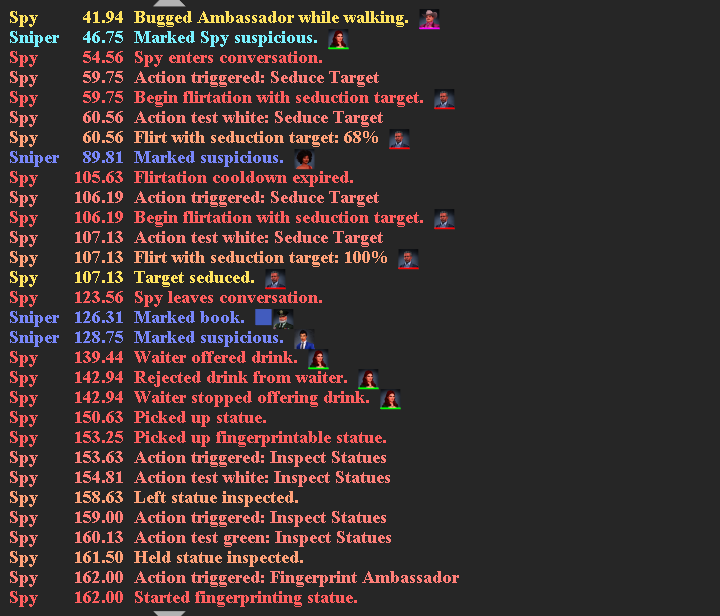 Spy 41.94 Bugged Ambassador while walking.
Sniper 46.75 Marked Spy suspicious.
Spy 54.56 Spy enters conversation.
Spy 59.75 Action triggered: Seduce Target
Spy 59.75 Begin flirtation with seduction target.
Spy 60.56 Action test white: Seduce Target
Spy 60.56 Flirt with seduction target: 68%
Sniper 89.81 Marked suspicious.
Spy 105.63 Flirtation cooldown expired.
Spy 106.19 Action triggered: Seduce Target
Spy 106.19 Begin flirtation with seduction target.
Spy 107.13 Action test white: Seduce Target
Spy 107.13 Flirt with seduction target: 100%
Spy 107.13 Target seduced.
Spy 123.56 Spy leaves conversation.
Sniper 126.31 Marked book.
Sniper 128.75 Marked suspicious.
Spy 139.44 Waiter offered drink.
Spy 142.94 Rejected drink from waiter.
Spy 142.94 Waiter stopped offering drink.
Spy 150.63 Picked up statue.
Spy 153.25 Picked up fingerprintable statue.
Spy 153.63 Action triggered: Inspect Statues
Spy 154.81 Action test white: Inspect Statues
Spy 158.63 Left statue inspected.
Spy 159.00 Action triggered: Inspect Statues
Spy 160.13 Action test green: Inspect Statues
Spy 161.50 Held statue inspected.
Spy 162.00 Action triggered: Fingerprint Ambassador
Spy 162.00 Started fingerprinting statue.